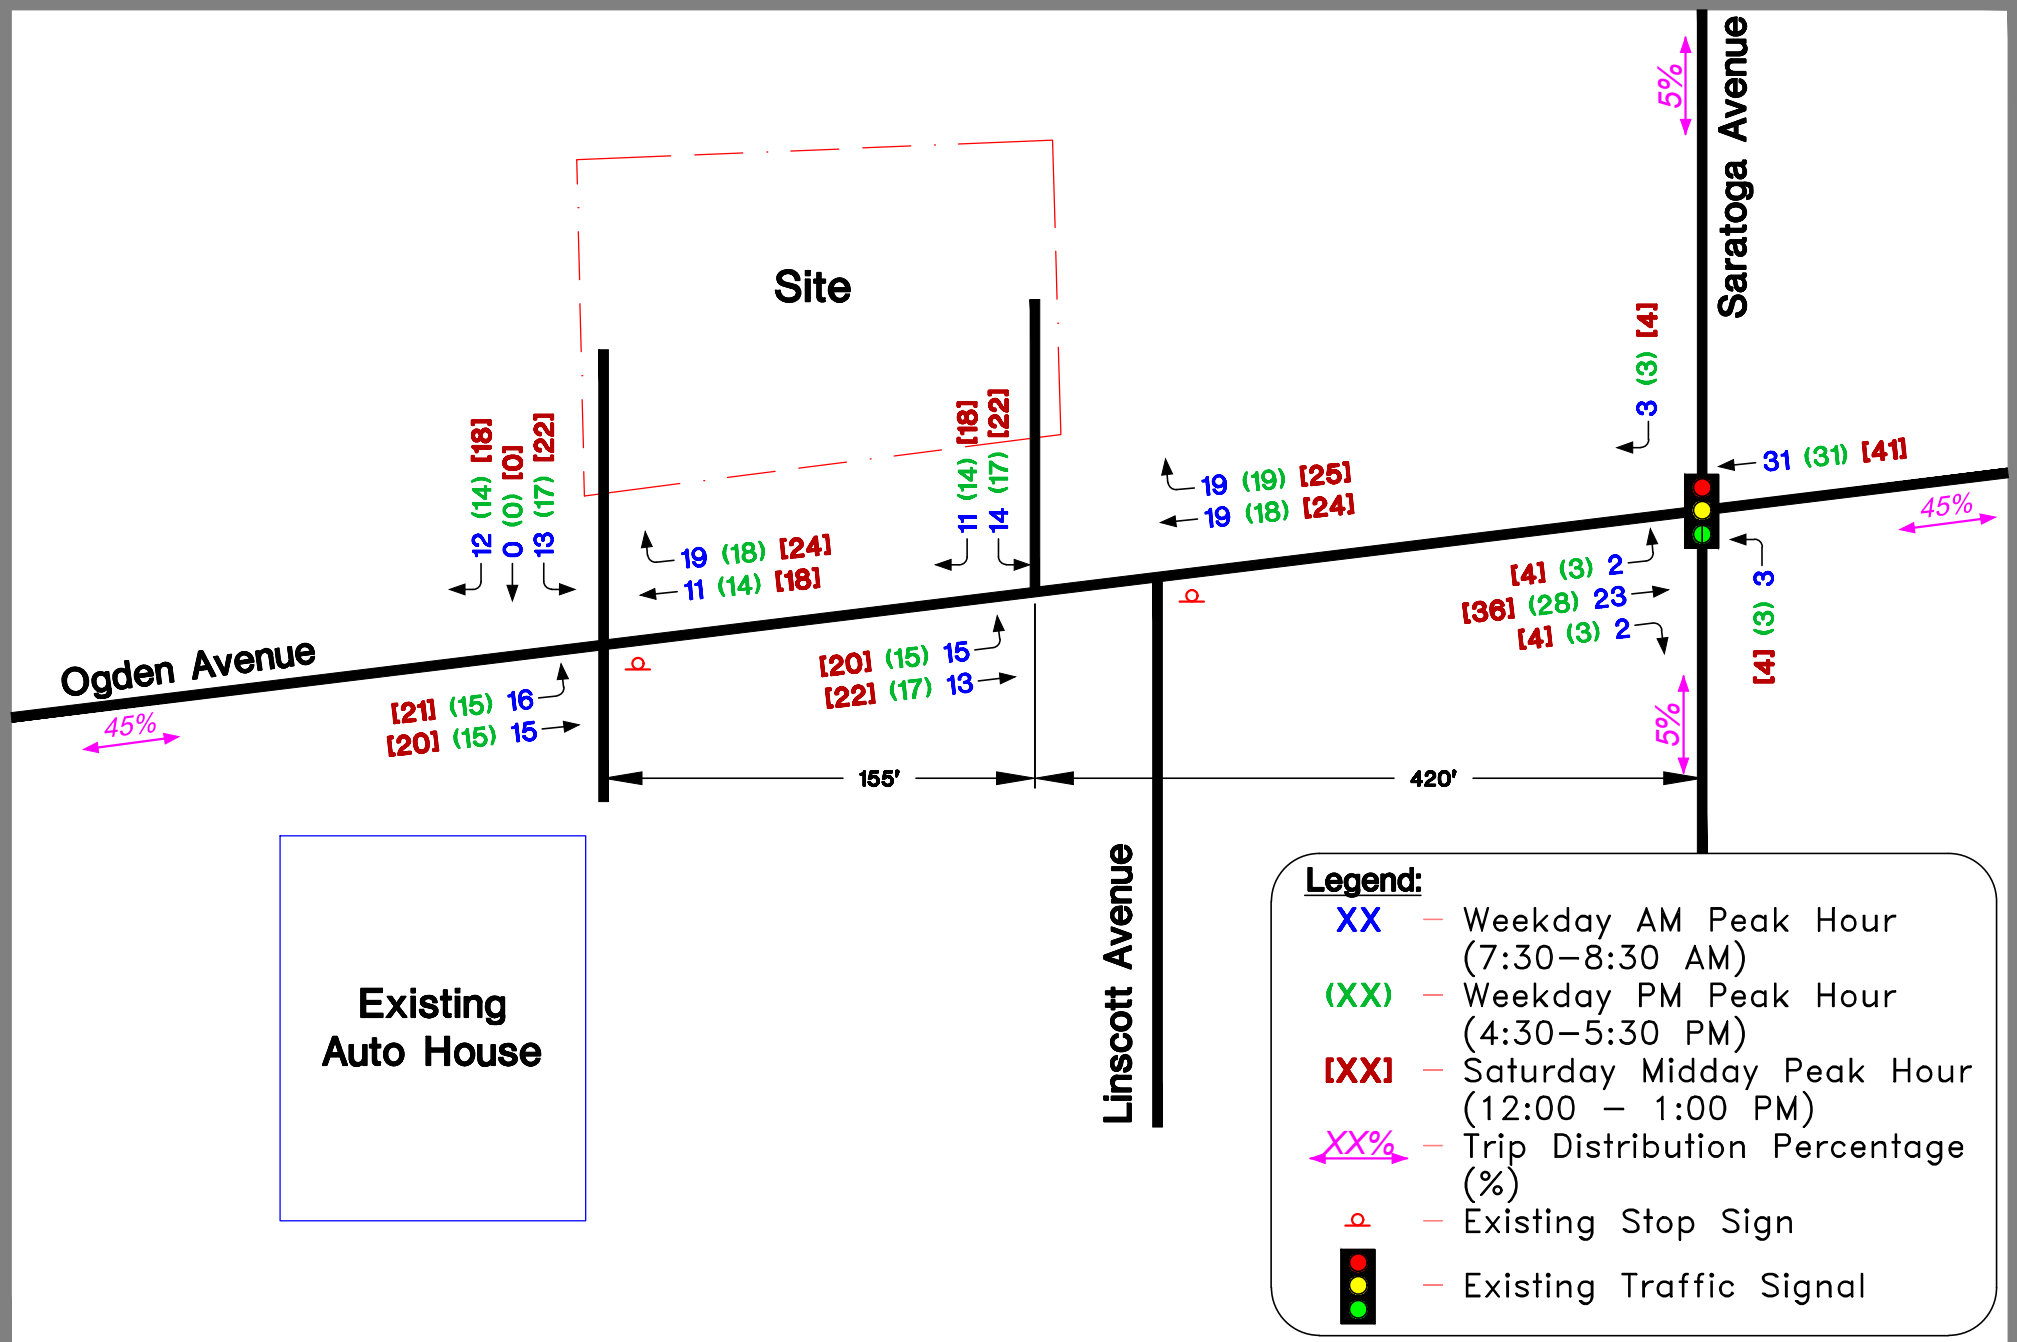 Saratoga Avenue
5%
Site
3 (3) [4]
31 (31) [41]
45%
12 (14) [18]
0 (0) [0]
13 (17) [22]
11 (14) [18]
14 (17) [22]
19 (19) [25]
19 (18) [24]
19 (18) [24]
11 (14) [18]
[4] (3) 2
[36] (28) 23
[4] (3) 2
[4] (3) 3
Ogden Avenue
45%
[21] (15) 16
[20] (15) 15
[20] (15) 15
[22] (17) 13
5%
155'
420'
Linscott Avenue
Existing
Auto House
Legend:
XX – Weekday AM Peak Hour
(7:30–8:30 AM)
(XX) – Weekday PM Peak Hour
(4:30–5:30 PM)
[XX] – Saturday Midday Peak Hour
(12:00 – 1:00 PM)
XX% – Trip Distribution Percentage
(%)
– Existing Stop Sign
– Existing Traffic Signal